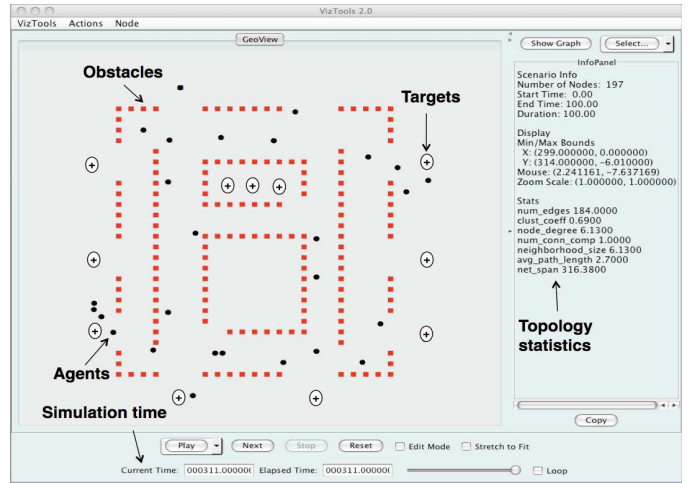 VizTools 2.0
VizTools Actions Node
GeoView
Show Graph
Select...
Obstacles
Targets
Agents
Simulation time
InfoPanel
Scenario Info
Number of Nodes: 197
Start Time: 0.00
End Time: 100.00
Duration: 100.00
Display
Min/Max Bounds
X: (299.000000, 0.000000)
Y: (314.000000, -6.010000)
Mouse: (2.241161, -7.637169)
Zoom Scale: (1.000000, 1.000000)
Stats
num_edges 184.0000
clust_coeff 0.6900
node_degree 6.1300
num_conn_comp 1.0000
neighborhood_size 6.1300
avg_path_length 2.7000
net_span 316.3800
Topology
statistics
Copy
Play Next Stop Reset Edit Mode Stretch to Fit
Current Time: 000311.00000( Elapsed Time: 000311.00000( Loop